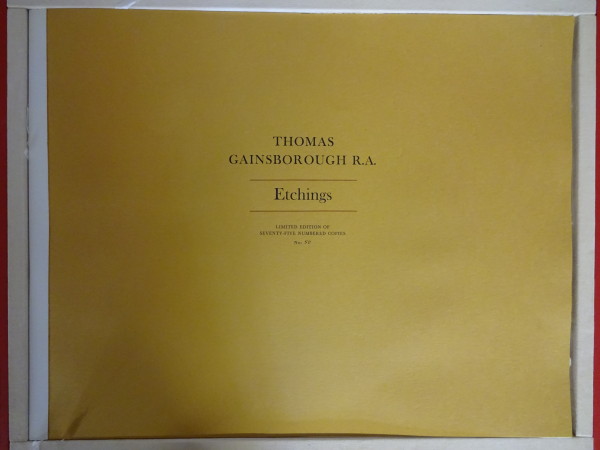 THOMAS
GAINSBOROUGH R.A.
Etchings
LIMITED EDITION OF
SEVENTY-FIVE NUMBERED COPIES
No.